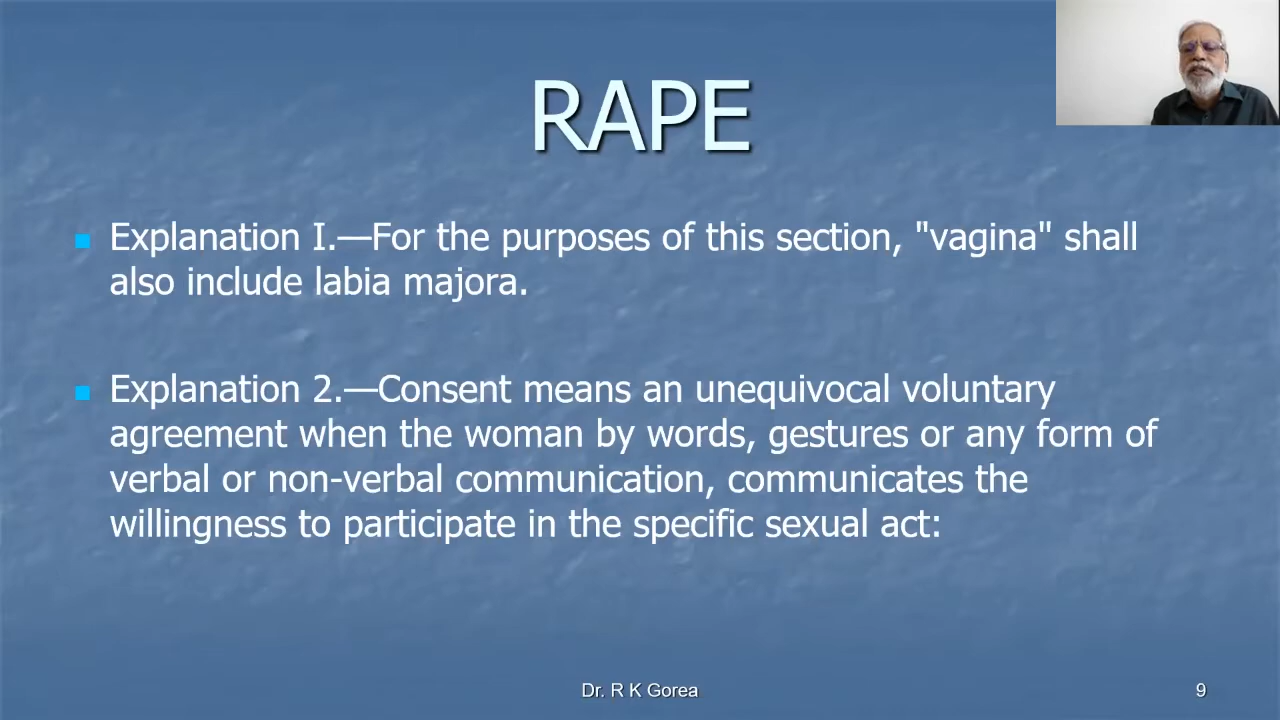 RAPE
Explanation I.—For the purposes of this section, "vagina" shall
also include labia majora.
Explanation 2.—Consent means an unequivocal voluntary
agreement when the woman by words, gestures or any form of
verbal or non-verbal communication, communicates the
willingness to participate in the specific sexual act:
Dr. R K Gorea
9